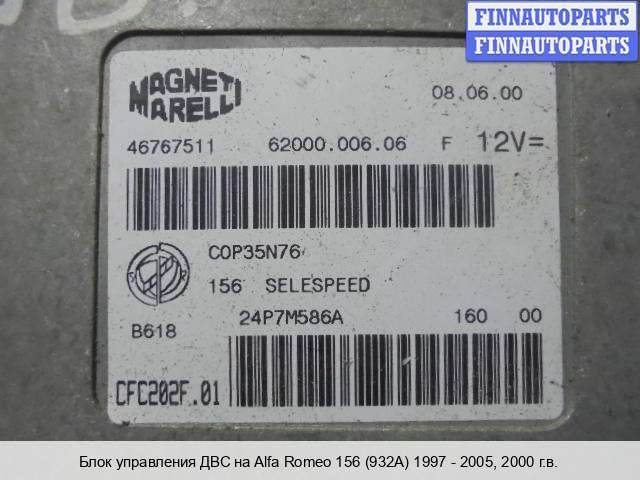 FINNAUTOPARTS
FINNAUTOPARTS
MAGNETI
MARELLI
08.06.00
46767511 62000.006.06 F 12V=
COP35N76
156 SELESPEED
B618 24P7M586A 160 00
CFC202F.01
Блок управления ДВС на Alfa Romeo 156 (932A) 1997 - 2005, 2000 г.в.